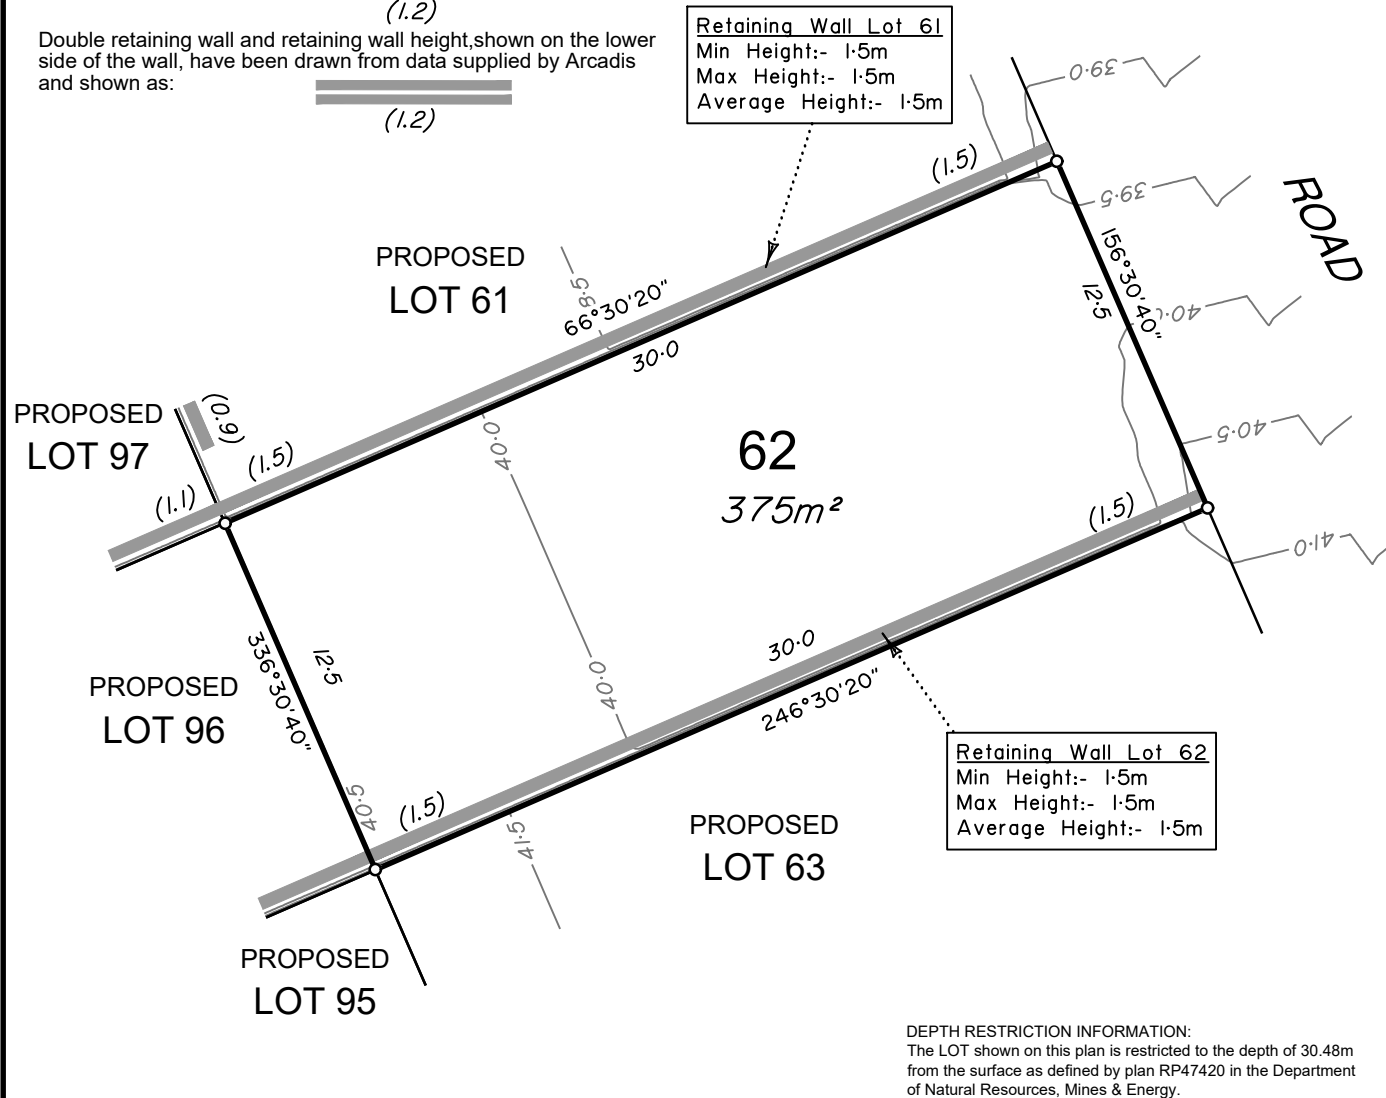 (1.2)
Double retaining wall and retaining wall height,shown on the lower
side of the wall, have been drawn from data supplied by Arcadis
and shown as:
(1.2)
Retaining Wall Lot 61
Min Height:- 1·5m
Max Height:- 1·5m
Average Height:- 1·5m
39·0
(1.5)
39·5
ROAD
PROPOSED
LOT 61
66°30'20"
30·0
156°30'40"
12·5
40·5
PROPOSED
LOT 97
(0.9)
(1.5)
(1.1)
40·0
62
375m²
(1.5)
41·0
336°30'40"
12·5
PROPOSED
LOT 96
40·0
30·0
246°30'20"
Retaining Wall Lot 62
Min Height:- 1·5m
Max Height:- 1·5m
Average Height:- 1·5m
40·5
(1.5)
41·5
PROPOSED
LOT 63
PROPOSED
LOT 95
DEPTH RESTRICTION INFORMATION:
The LOT shown on this plan is restricted to the depth of 30.48m
from the surface as defined by plan RP47420 in the Department
of Natural Resources, Mines & Energy.